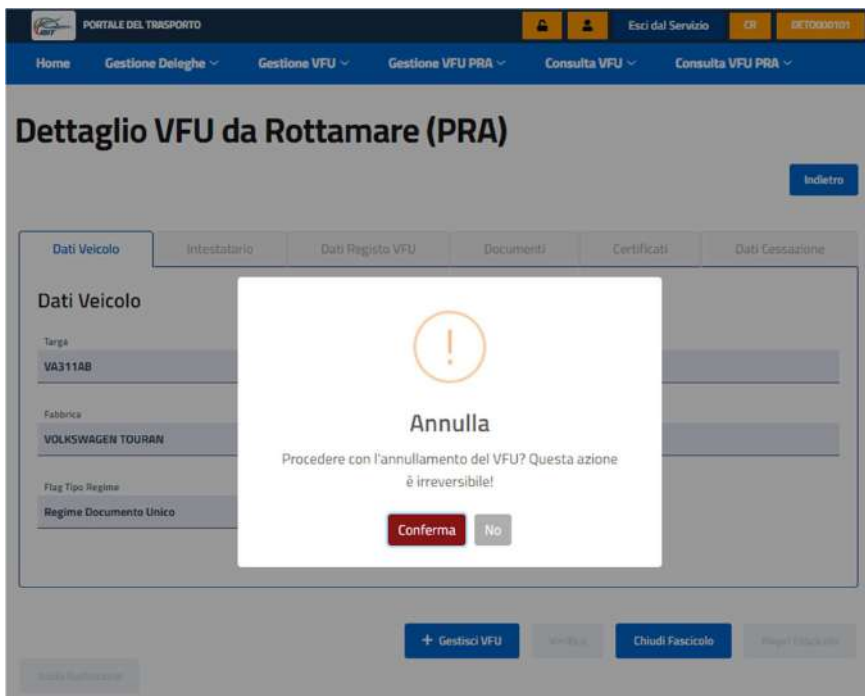 PORTALE DEL TRASPORTO
Esci dal Servizio
CR
Home
Gestione Deleghe
Gestione VFU
Gestione VFU PRA
Consulta VFU
Consulta VFU PRA
Dettaglio VFU da Rottamare (PRA)
Indietro
Dati Veicolo
Intestatario
Dati Registo VFU
Documenti
Certificati
Dati Cessazione
Dati Veicolo
Targa
VA311AB
Fabbrica
VOLKSWAGEN TOURAN
Flag Tipo Regime
Regime Documento Unico
Annulla
Procedere con l'annullamento del VFU? Questa azione
è irreversibile!
Conferma
No
+ Gestisci VFU
Verifica
Chiudi Fascicolo